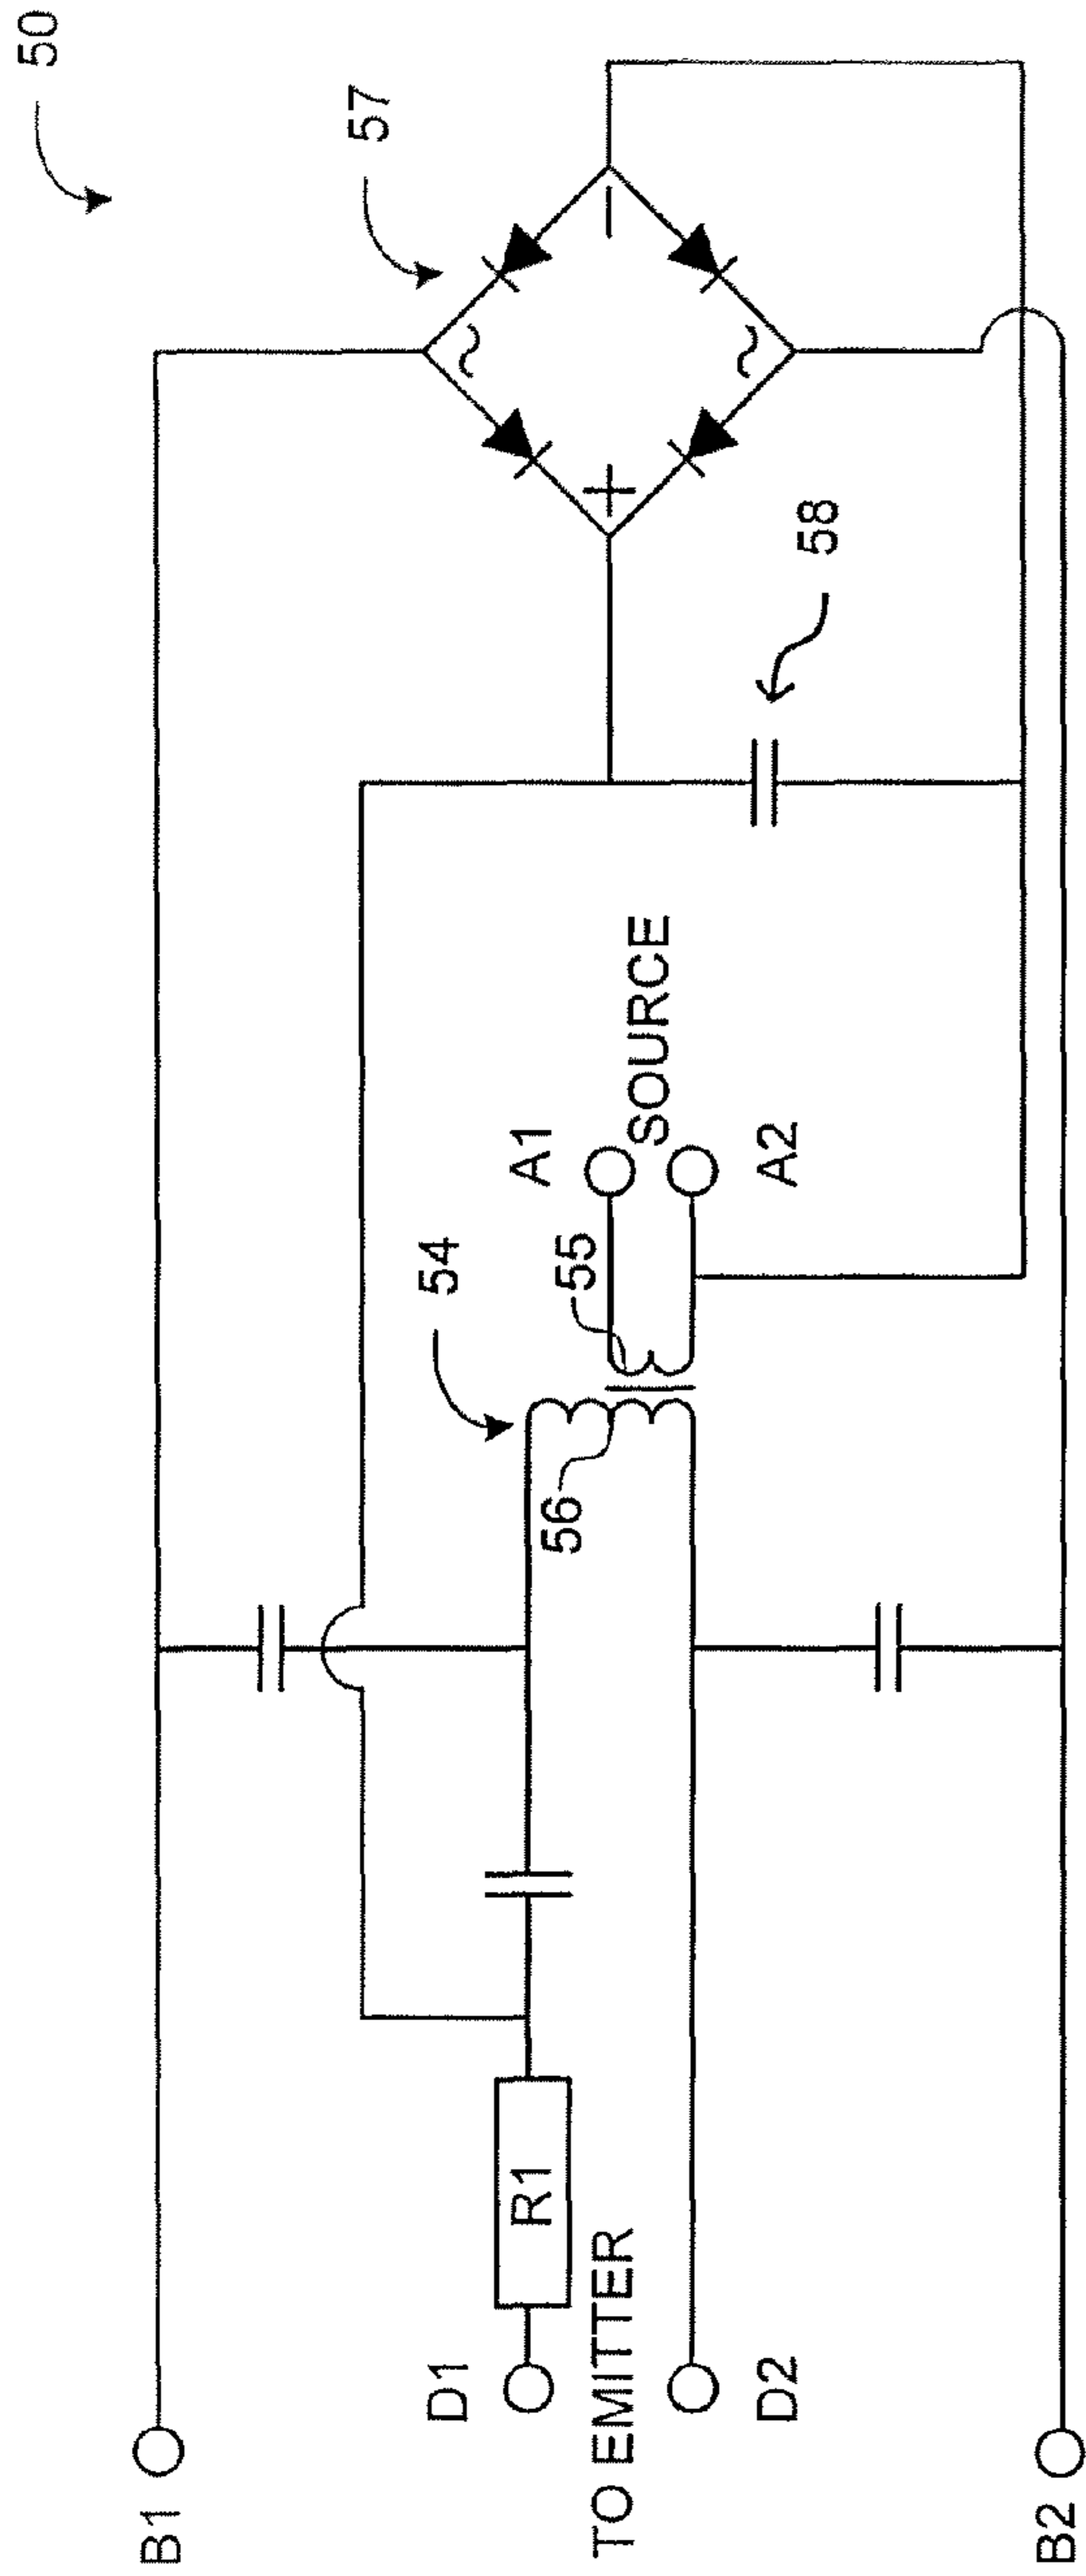 50
57
58
SOURCE
A1
A2
54
55
56
R1
D1
D2
TO EMITTER
B1
B2
~
~
+
−